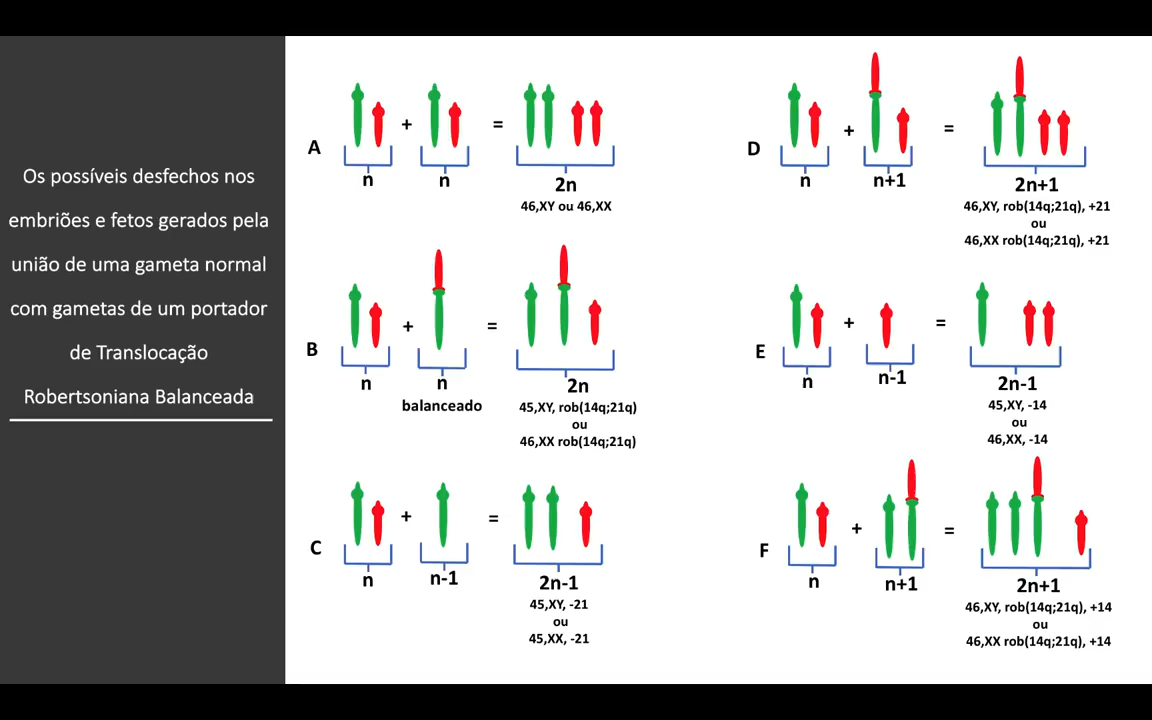 Os possíveis desfechos nos
embriões e fetos gerados pela
união de uma gameta normal
com gametas de um portador
de Translocação
Robertsoniana Balanceada
A
+
=
n
n
2n
46,XY ou 46,XX
B
+
=
n
n
balanceado
2n
45,XY, rob(14q;21q)
ou
46,XX rob(14q;21q)
C
+
=
n
n-1
2n-1
45,XY, -21
ou
45,XX, -21
D
+
=
n
n+1
2n+1
46,XY, rob(14q;21q), +21
ou
46,XX rob(14q;21q), +21
E
+
=
n
n-1
2n-1
45,XY, -14
ou
46,XX, -14
F
+
=
n
n+1
2n+1
46,XY, rob(14q;21q), +14
ou
46,XX rob(14q;21q), +14